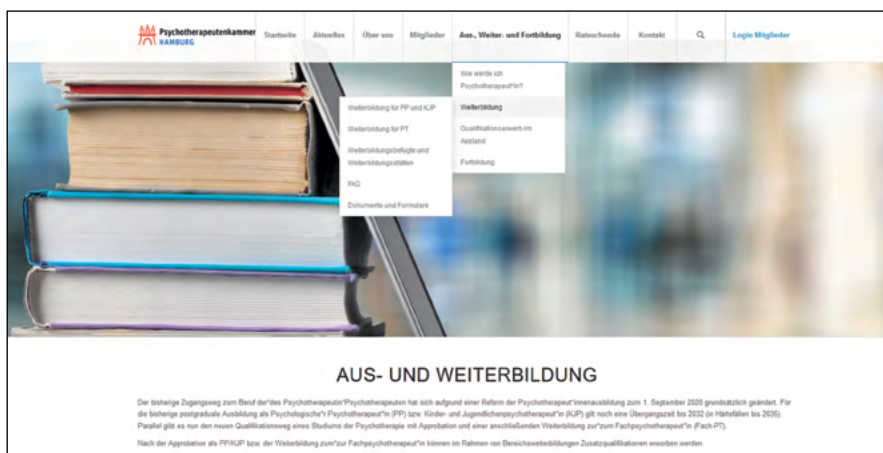 Psychotherapeutenkammer
HAMBURG
Startseite Aktuelles Über uns Mitglieder Aus-, Weiter- und Fortbildung Ratsuchende Kontakt Login Mitglieder
Wie werde ich
Psychotherapeut*in?
Weiterbildung
Qualifikationserwerb im
Ausland
Fortbildung
Weiterbildung für PP und KJP
Weiterbildung für PT
Weiterbildungsbefugte und
Weiterbildungsstätten
FAQ
Dokumente und Formulare
AUS- UND WEITERBILDUNG
Der bisherige Zugangsweg zum Beruf der*des Psychotherapeutin*Psychotherapeuten hat sich aufgrund einer Reform der Psychotherapeut*innenausbildung zum 1. September 2020 grundsätzlich geändert. Für
die bisherige postgraduale Ausbildung als Psychologische*r Psychotherapeut*in (PP) bzw. Kinder- und Jugendlichenpsychotherapeut*in (KJP) gilt noch eine Übergangszeit bis 2032 (in Härtefällen bis 2035).
Parallel gibt es nun den neuen Qualifikationsweg eines Studiums der Psychotherapie mit Approbation und einer anschließenden Weiterbildung zur*zum Fachpsychotherapeut*in (Fach-PT).
Nach der Approbation als PP/KJP bzw. der Weiterbildung zum*zur Fachpsychotherapeut*in können im Rahmen von Bereichsweiterbildungen Zusatzqualifikationen erworben werden.